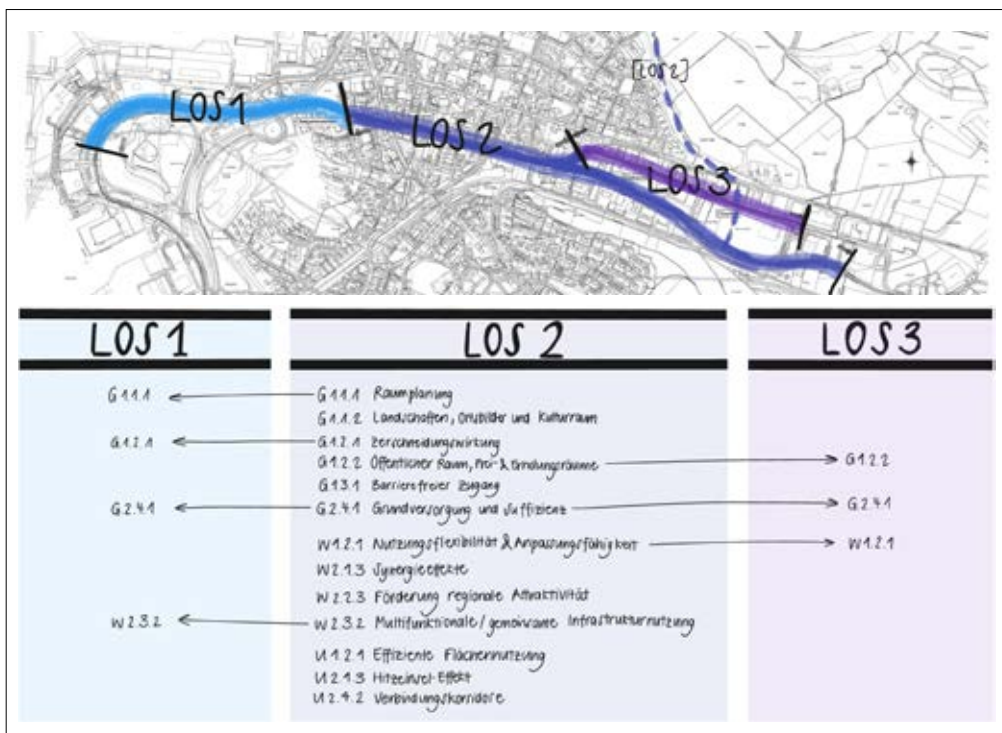 [LOS 2]
LOS 1
LOS 2
LOS 3
LOS 1
G 1.1.1
G.1.2.1
G.2.4.1
W 2.3.2
LOS 2
G 1.1.1 Raumplanung
G.1.1.2 Landschaften, Ortsbilder und Kulturraum
G.1.2.1 Zerschneidungswirkung
G.1.2.2 Öffentlicher Raum, Frei- & Erholungsräume
G.1.3.1 Barrierefreier Zugang
G.2.4.1 Grundversorgung und Suffizienz
W 1.2.1 Nutzungsflexibilität & Anpassungsfähigkeit
W 2.1.3 Synergieeffekte
W 2.2.3 Förderung regionale Attraktivität
W 2.3.2 Multifunktionale/gemeinsame Infrastrukturnutzung
U 1.2.1 Effiziente Flächennutzung
U 2.1.3 Hitzeinsel-Effekt
U 2.4.2 Verbindungskorridore
LOS 3
G.1.2.2
G.2.4.1
W 1.2.1